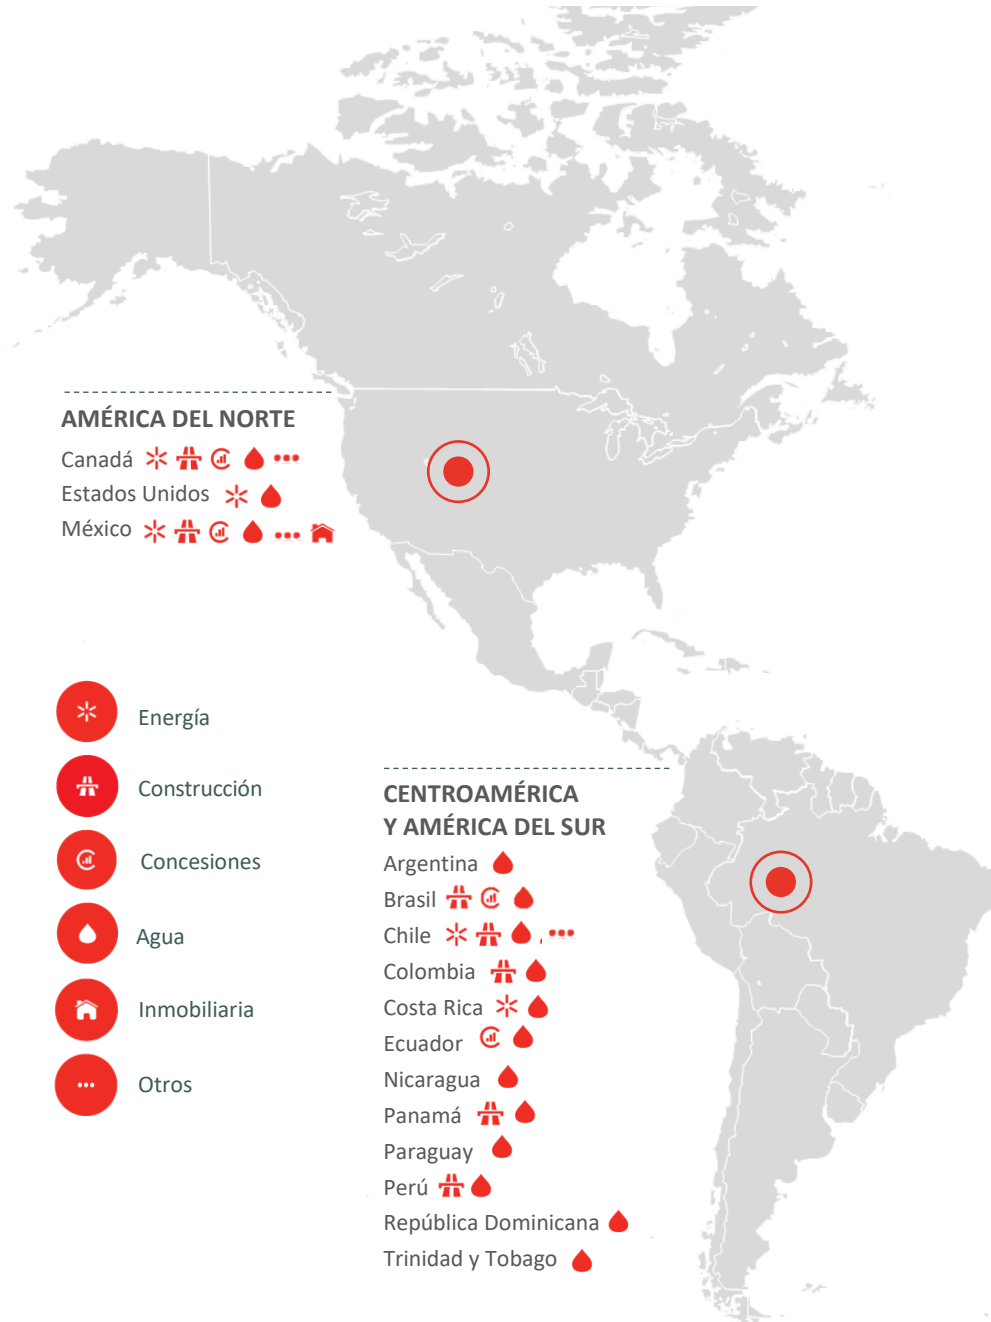 AMÉRICA DEL NORTE
Canadá
Estados Unidos
México
Energía
Construcción
Concesiones
Agua
Inmobiliaria
Otros
CENTROAMÉRICA
Y AMÉRICA DEL SUR
Argentina
Brasil
Chile
Colombia
Costa Rica
Ecuador
Nicaragua
Panamá
Paraguay
Perú
República Dominicana
Trinidad y Tobago